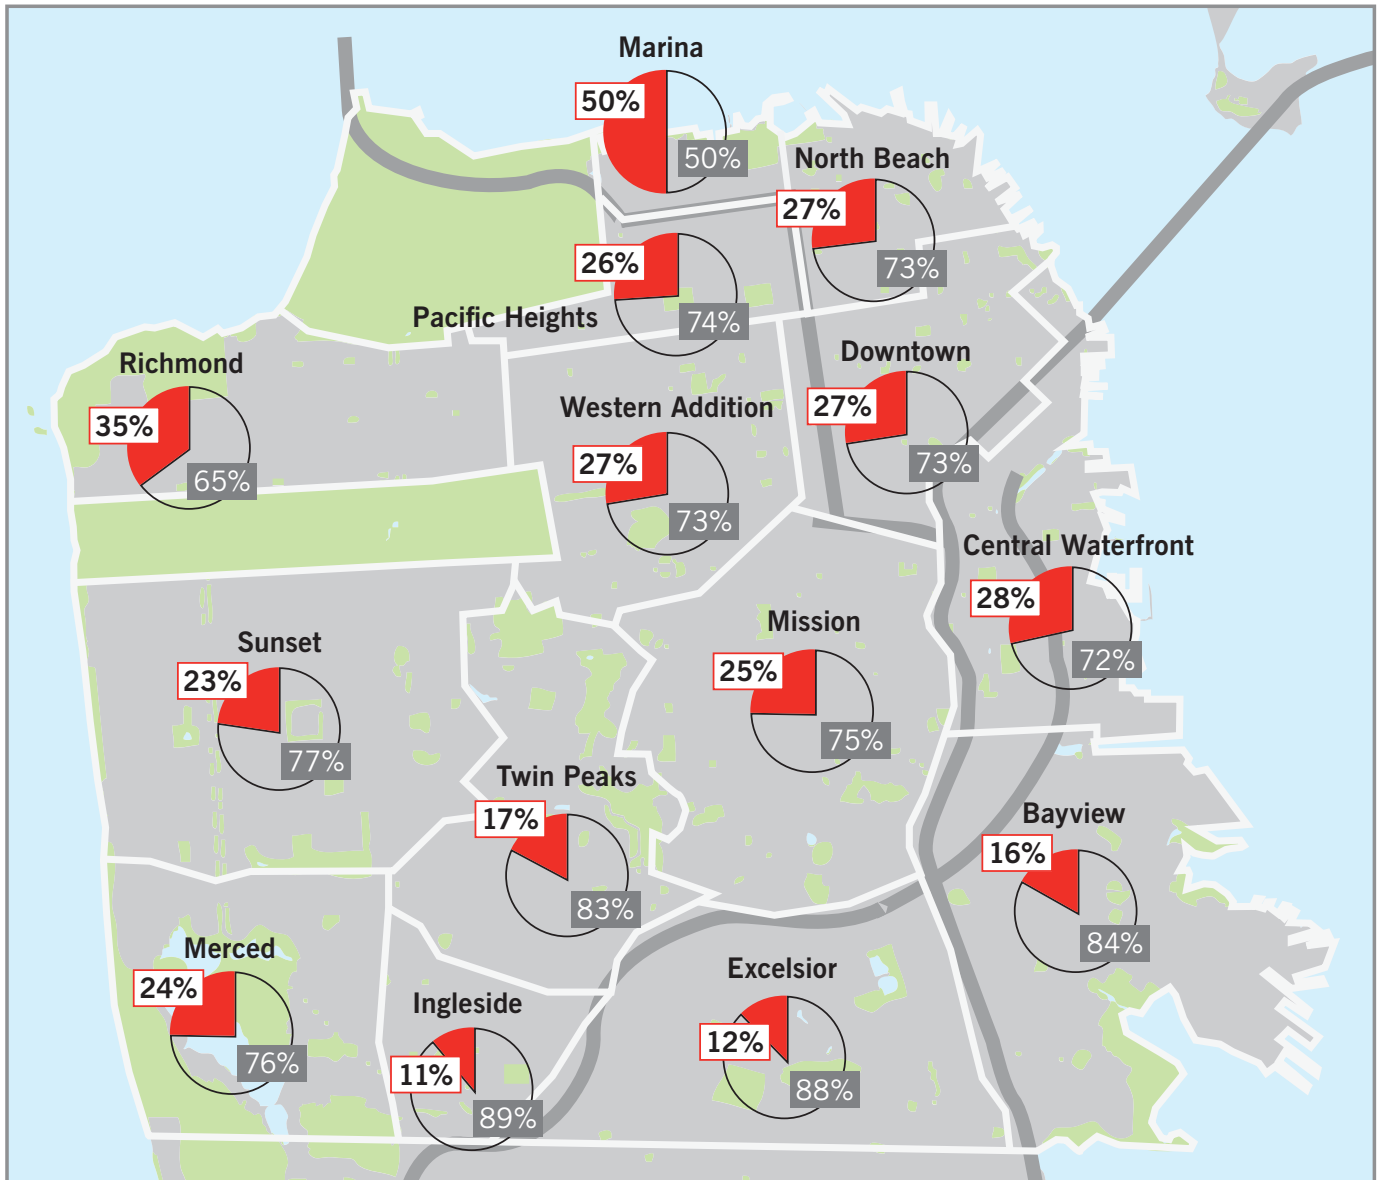 Marina
50%
50%
North Beach
27%
73%
26%
Pacific Heights
74%
Richmond
35%
65%
Downtown
27%
73%
Western Addition
27%
73%
Central Waterfront
28%
72%
Sunset
23%
77%
Mission
25%
75%
Twin Peaks
17%
83%
Bayview
16%
84%
Merced
24%
76%
Ingleside
11%
89%
Excelsior
12%
88%